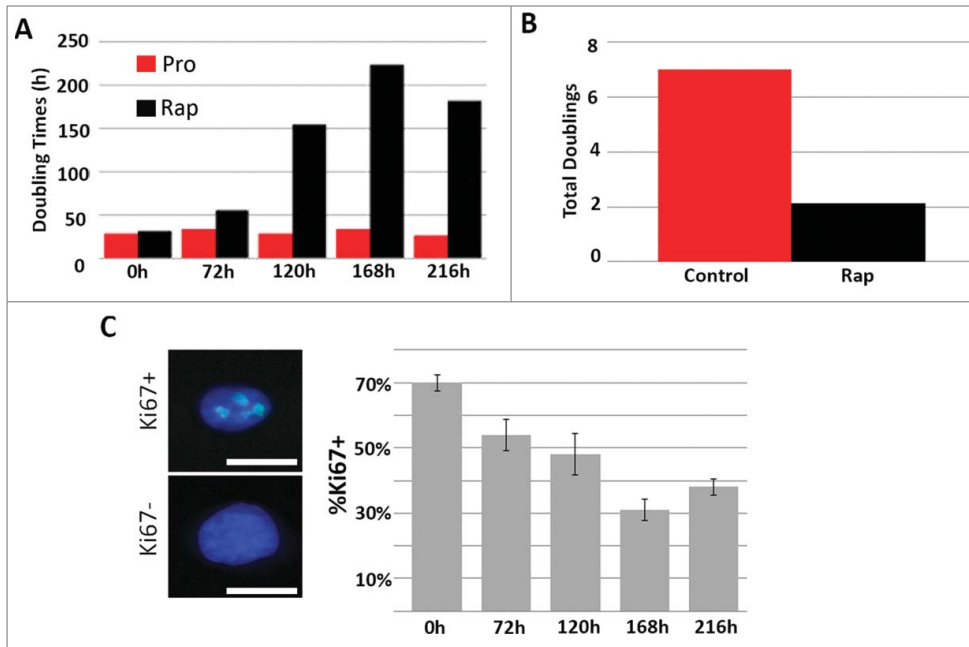 A
Doubling Times (h)
250
200
150
100
50
0
Pro
Rap
0h 72h 120h 168h 216h
B
Total Doublings
8
6
4
2
0
Control Rap
C
Ki67+
Ki67-
%Ki67+
70%
50%
30%
10%
0h 72h 120h 168h 216h